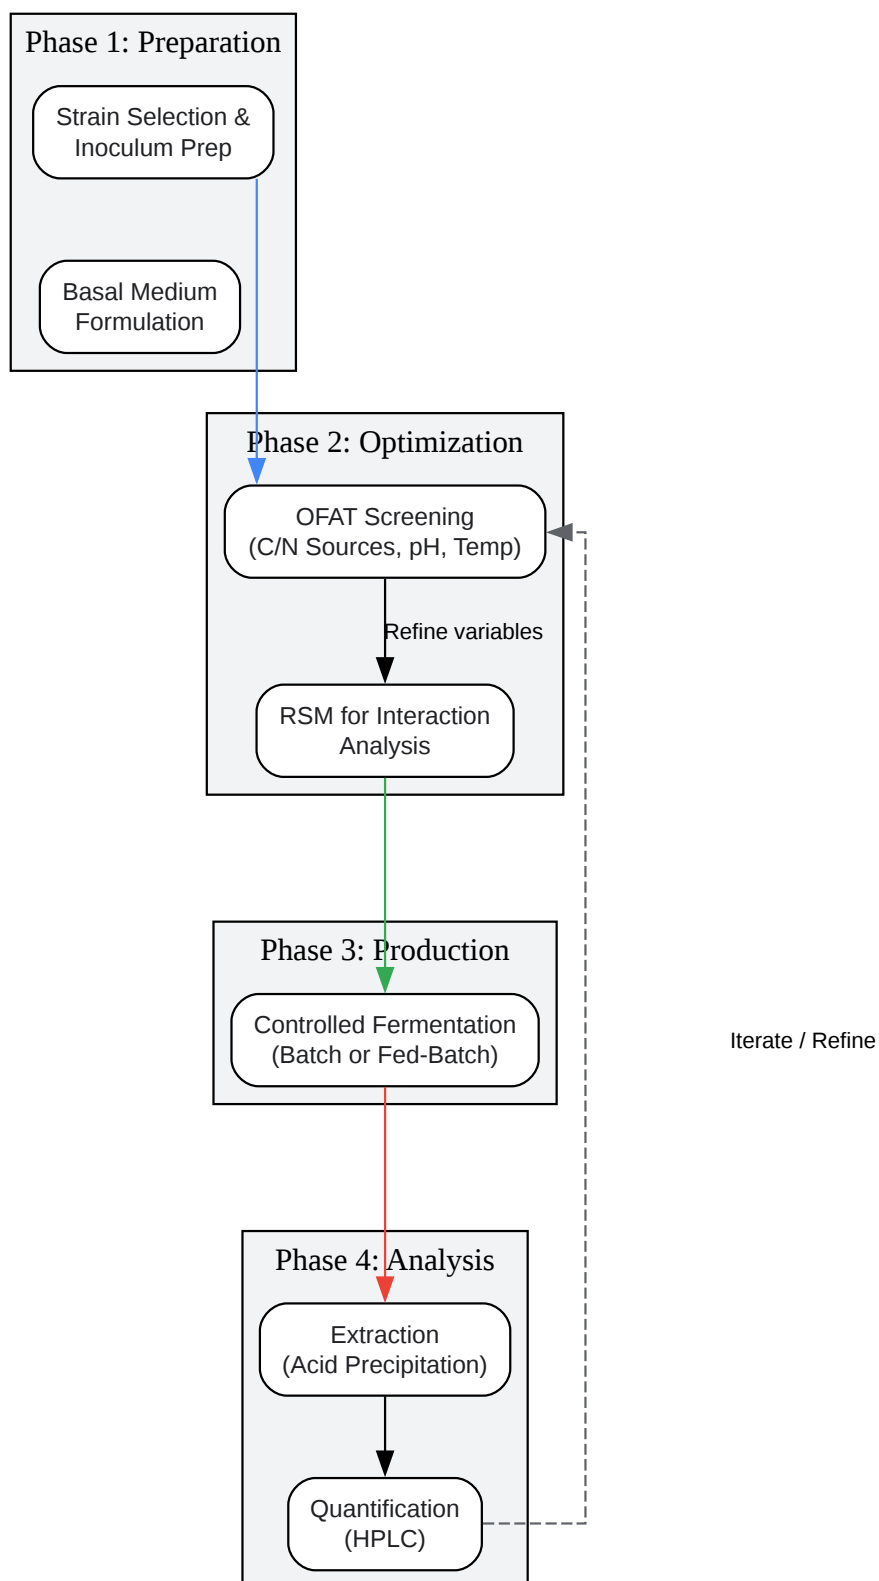 Phase 1: Preparation
Strain Selection &
Inoculum Prep
Basal Medium
Formulation
Phase 2: Optimization
OFAT Screening
(C/N Sources, pH, Temp)
Refine variables
RSM for Interaction
Analysis
Phase 3: Production
Controlled Fermentation
(Batch or Fed-Batch)
Iterate / Refine
Phase 4: Analysis
Extraction
(Acid Precipitation)
Quantification
(HPLC)